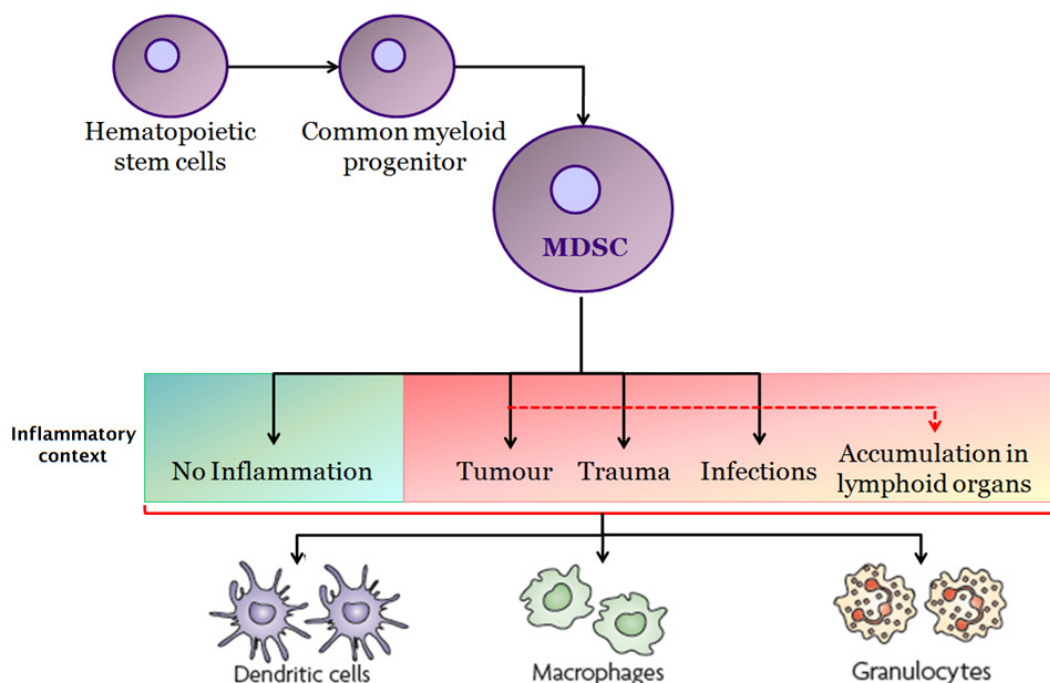 Hematopoietic
stem cells
Common myeloid
progenitor
MDSC
Inflammatory
context
No Inflammation
Tumour
Trauma
Infections
Accumulation in
lymphoid organs
Dendritic cells
Macrophages
Granulocytes